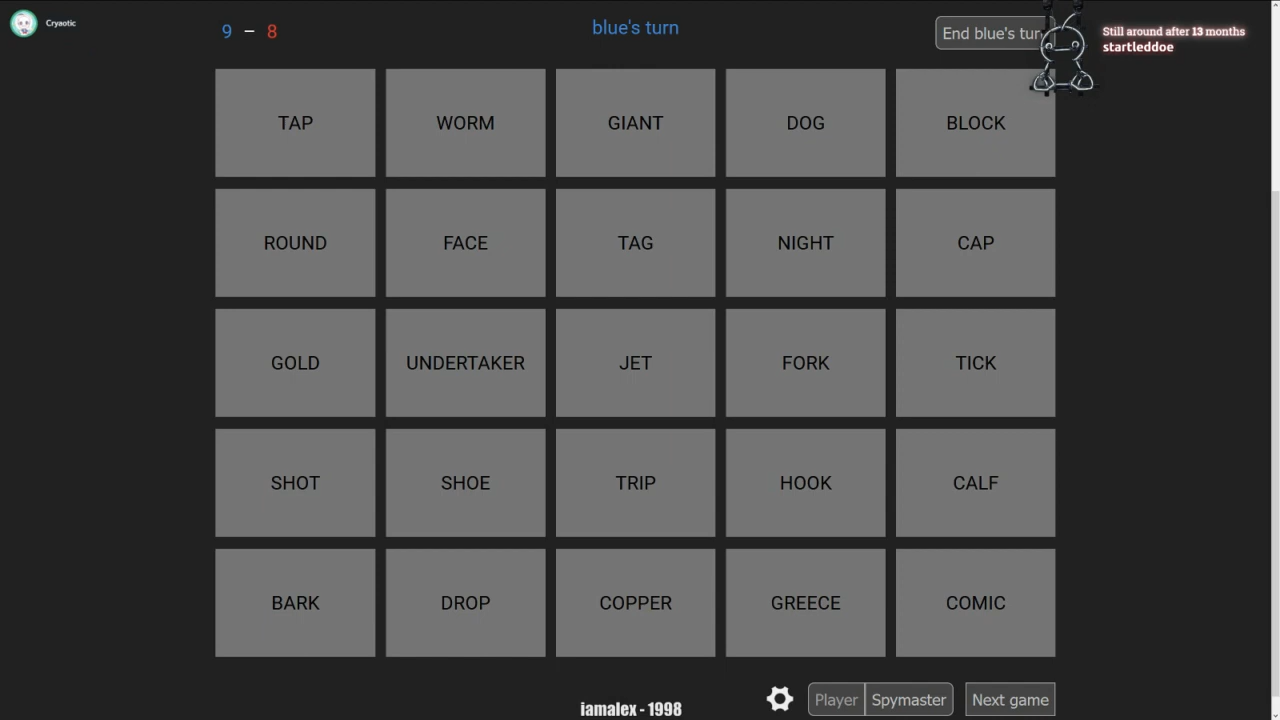 Cryaotic
9 – 8
blue's turn
End blue's tur
Still around after 13 months
startleddoe
TAP
WORM
GIANT
DOG
BLOCK
ROUND
FACE
TAG
NIGHT
CAP
GOLD
UNDERTAKER
JET
FORK
TICK
SHOT
SHOE
TRIP
HOOK
CALF
BARK
DROP
COPPER
GREECE
COMIC
iamalex - 1998
Player
Spymaster
Next game